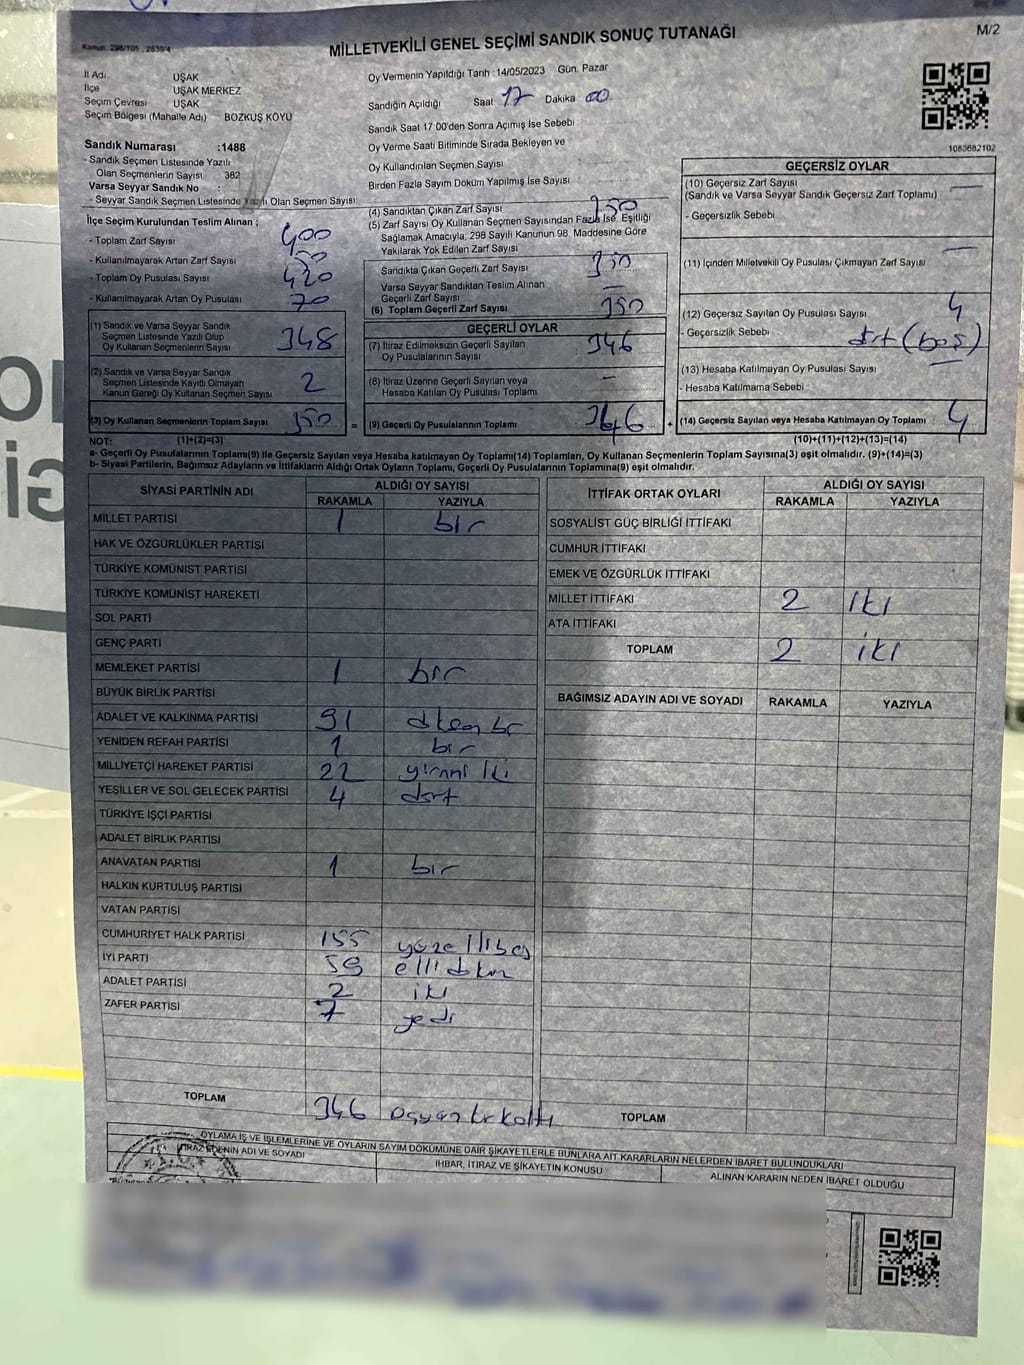 Kanun: 298/105 , 2839/4
MİLLETVEKİLİ GENEL SEÇİMİ SANDIK SONUÇ TUTANAĞI
M/2
İl Adı UŞAK
İlçe UŞAK MERKEZ
Seçim Çevresi UŞAK
Seçim Bölgesi (Mahalle Adı) BOZKUŞ KÖYÜ
Sandık Numarası :1488
- Sandık Seçmen Listesinde Yazılı
Olan Seçmenlerin Sayısı 382
Varsa Seyyar Sandık No :
- Seyyar Sandık Seçmen Listesinde Yazılı Olan Seçmen Sayısı
İlçe Seçim Kurulundan Teslim Alınan ;
- Toplam Zarf Sayısı 400
- Kullanılmayarak Artan Zarf Sayısı 50
- Toplam Oy Pusulası Sayısı 420
- Kullanılmayarak Artan Oy Pusulası 70
(1) Sandık ve Varsa Seyyar Sandık
Seçmen Listesinde Yazılı Olup
Oy Kullanan Seçmenlerin Sayısı 348
(2) Sandık ve Varsa Seyyar Sandık
Seçmen Listesinde Kayıtlı Olmayan
Kanun Gereği Oy Kullanan Seçmen Sayısı 2
(3) Oy Kullanan Seçmenlerin Toplam Sayısı 350 =
Oy Vermenin Yapıldığı Tarih :14/05/2023 Gün. Pazar
Sandığın Açıldığı Saat 17 Dakika 00
Sandık Saat 17 00'den Sonra Açımış İse Sebebi
Oy Verme Saati Bitiminde Sırada Bekleyen ve
Oy Kullandırılan Seçmen Sayısı :
Birden Fazla Sayım Döküm Yapılmış İse Sayısı :
(4) Sandıktan Çıkan Zarf Sayısı 350
(5) Zarf Sayısı Oy Kullanan Seçmen Sayısından Fazla İse, Eşitliği
Sağlamak Amacıyla, 298 Sayılı Kanunun 98. Maddesine Göre
Yakılarak Yok Edilen Zarf Sayısı
Sandıkta Çıkan Geçerli Zarf Sayısı 350
Varsa Seyyar Sandıktan Teslim Alınan
Geçerli Zarf Sayısı —
(6) Toplam Geçerli Zarf Sayısı 350
GEÇERLİ OYLAR
(7) İtiraz Edilmeksizin Geçerli Sayılan
Oy Pusulalarının Sayısı 346
(8) İtiraz Üzerine Geçerli Sayılan veya
Hesaba Katılan Oy Pusulası Toplamı —
(9) Geçerli Oy Pusulalarının Toplamı 346 +
1083682102
GEÇERSİZ OYLAR
(10) Geçersiz Zarf Sayısı —
(Sandık ve Varsa Seyyar Sandık Geçersiz Zarf Toplamı)
- Geçersizlik Sebebi
(11) İçinden Milletvekili Oy Pusulası Çıkmayan Zarf Sayısı —
(12) Geçersiz Sayılan Oy Pusulası Sayısı 4
- Geçersizlik Sebebi dört (boş)
(13) Hesaba Katılmayan Oy Pusulası Sayısı —
- Hesaba Katılmama Sebebi :
(14) Geçersiz Sayılan veya Hesaba Katılmayan Oy Toplamı 4
NOT: (1)+(2)=(3) (10)+(11)+(12)+(13)=(14)
a- Geçerli Oy Pusulalarının Toplamı(9) ile Geçersiz Sayılan veya Hesaba Katılmayan Oy Toplamı(14) Toplamları, Oy Kullanan Seçmenlerin Toplam Sayısına(3) eşit olmalıdır. (9)+(14)=(3)
b- Siyasi Partilerin, Bağımsız Adayların ve İttifakların Aldığı Ortak Oyların Toplamı, Geçerli Oy Pusulalarının Toplamına(9) eşit olmalıdır.
SİYASİ PARTİNİN ADI ALDIĞI OY SAYISI
RAKAMLA YAZIYLA
MİLLET PARTİSİ 1 bir
HAK VE ÖZGÜRLÜKLER PARTİSİ
TÜRKİYE KOMÜNİST PARTİSİ
TÜRKİYE KOMÜNİST HAREKETİ
SOL PARTİ
GENÇ PARTİ
MEMLEKET PARTİSİ 1 bir
BÜYÜK BİRLİK PARTİSİ
ADALET VE KALKINMA PARTİSİ 91
YENİDEN REFAH PARTİSİ 1 bir
MİLLİYETÇİ HAREKET PARTİSİ 22 yirmi iki
YEŞİLLER VE SOL GELECEK PARTİSİ 4 dört
TÜRKİYE İŞÇİ PARTİSİ
ADALET BİRLİK PARTİSİ
ANAVATAN PARTİSİ 1 bir
HALKIN KURTULUŞ PARTİSİ
VATAN PARTİSİ
CUMHURİYET HALK PARTİSİ 155 yüze llibeş
İYİ PARTİ 59 elli dokuz
ADALET PARTİSİ 2 iki
ZAFER PARTİSİ 7 yedi
TOPLAM 346 üçyüzkırkaltı
İTTİFAK ORTAK OYLARI ALDIĞI OY SAYISI
RAKAMLA YAZIYLA
SOSYALİST GÜÇ BİRLİĞİ İTTİFAKI
CUMHUR İTTİFAKI
EMEK VE ÖZGÜRLÜK İTTİFAKI
MİLLET İTTİFAKI 2 iki
ATA İTTİFAKI
TOPLAM 2 iki
BAĞIMSIZ ADAYIN ADI VE SOYADI RAKAMLA YAZIYLA
TOPLAM
OYLAMA İŞ VE İŞLEMLERİNE VE OYLARIN SAYIM DÖKÜMÜNE DAİR ŞİKAYETLERLE BUNLARA AİT KARARLARIN NELERDEN İBARET BULUNDUKLARI
İTİRAZ EDENİN ADI VE SOYADI
İHBAR, İTİRAZ VE ŞİKAYETİN KONUSU
ALINAN KARARIN NEDEN İBARET OLDUĞU